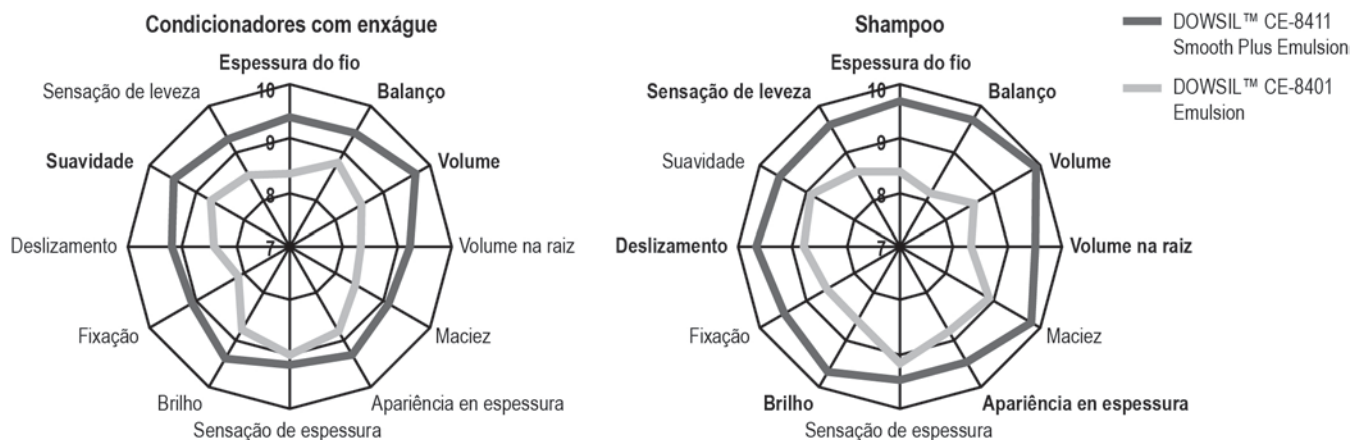 Condicionadores com enxágue
Espessura do fio
10
Balanço
Sensação de leveza
9
Suavidade
Volume
8
Deslizamento
7
Volume na raiz
Fixação
Maciez
Brilho
Apariência en espessura
Sensação de espessura
Shampoo
Espessura do fio
10
Sensação de leveza
Balanço
9
Suavidade
Volume
8
Deslizamento
7
Volume na raiz
Fixação
Maciez
Brilho
Apariência en espessura
Sensação de espessura
DOWSIL™ CE-8411
Smooth Plus Emulsion
DOWSIL™ CE-8401
Emulsion